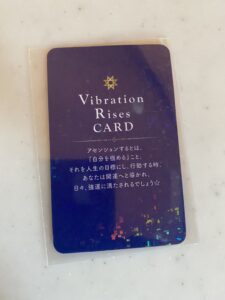 Vibration
Rises
CARD
アセンションするとは、
「自分を極める」こと。
それを人生の目標にし、行動する時、
あなたは開運へと導かれ、
日々、強運に満たされるでしょう☆